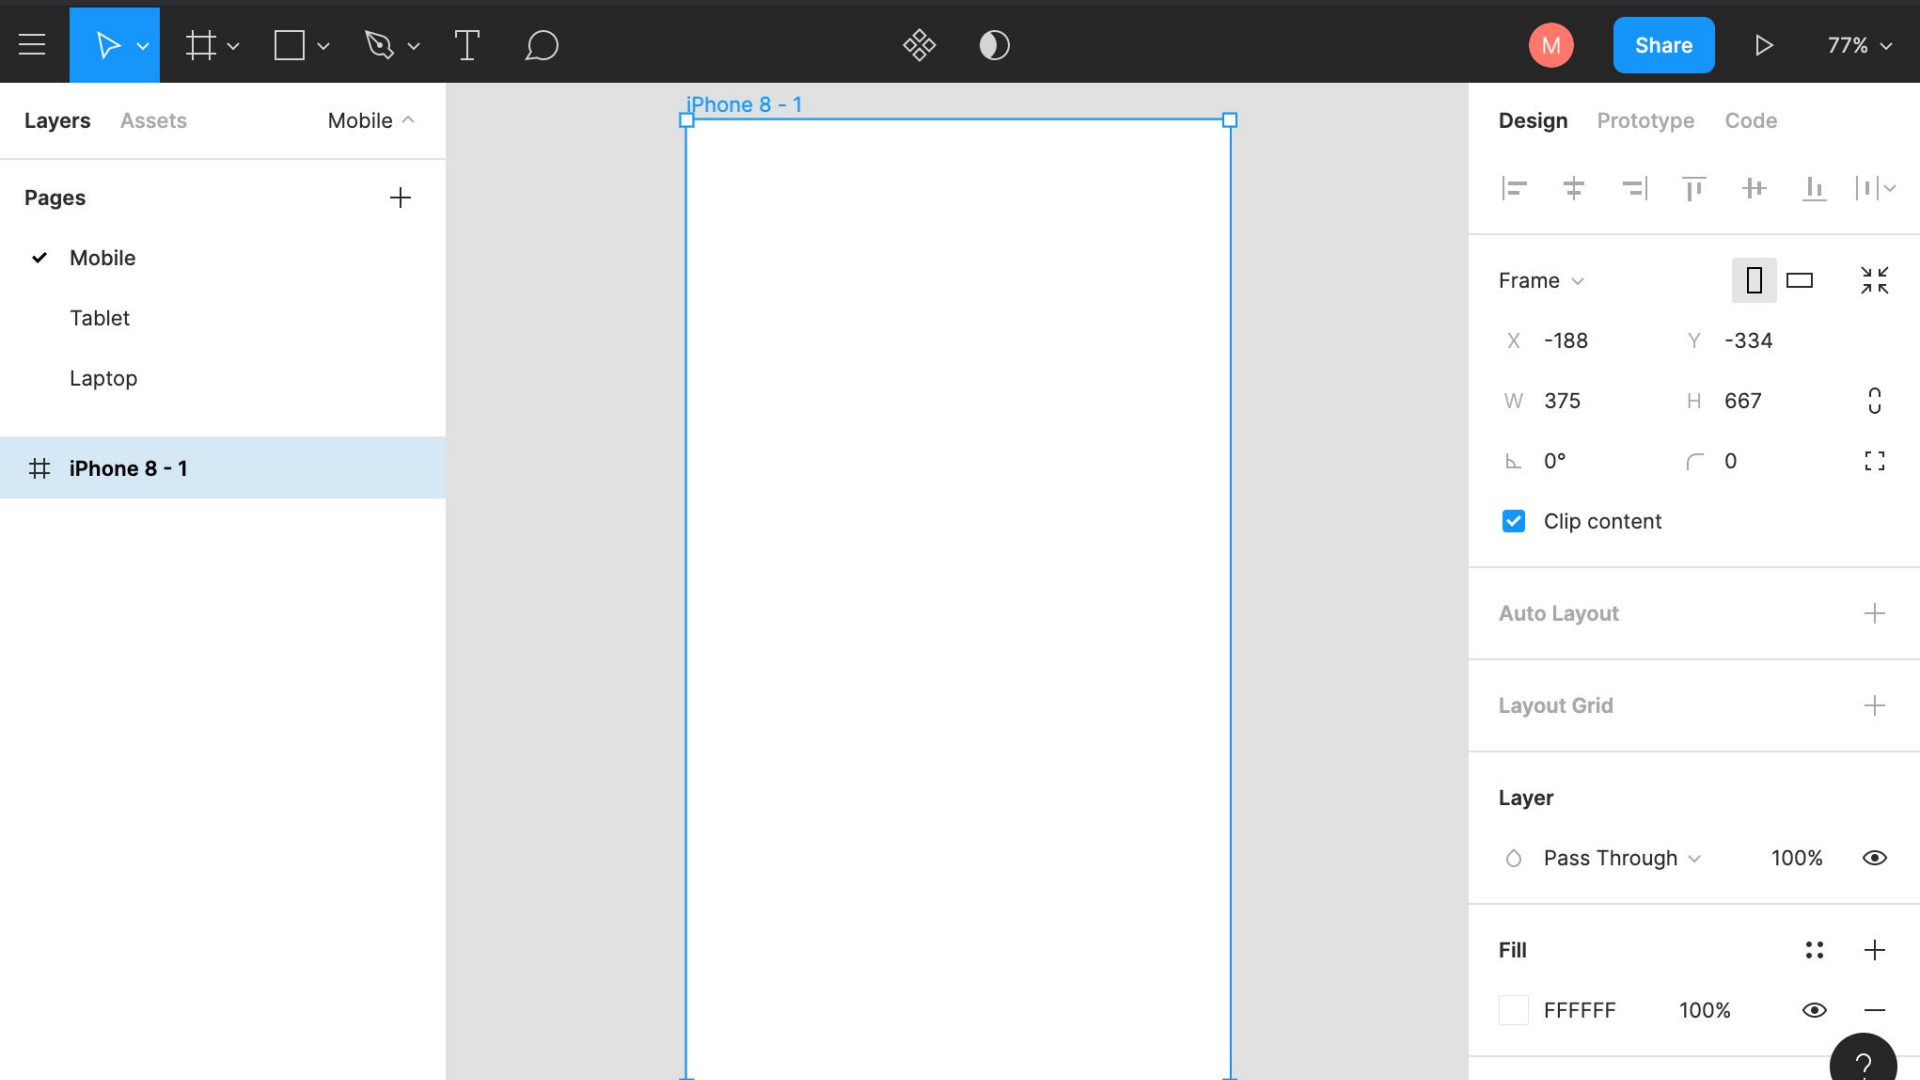 M
Share
77%
Layers
Assets
Mobile
iPhone 8 - 1
Design
Prototype
Code
Pages
Mobile
Tablet
Laptop
iPhone 8 - 1
Frame
X -188
Y -334
W 375
H 667
0°
0
Clip content
Auto Layout
Layout Grid
Layer
Pass Through
100%
Fill
FFFFFF
100%
?